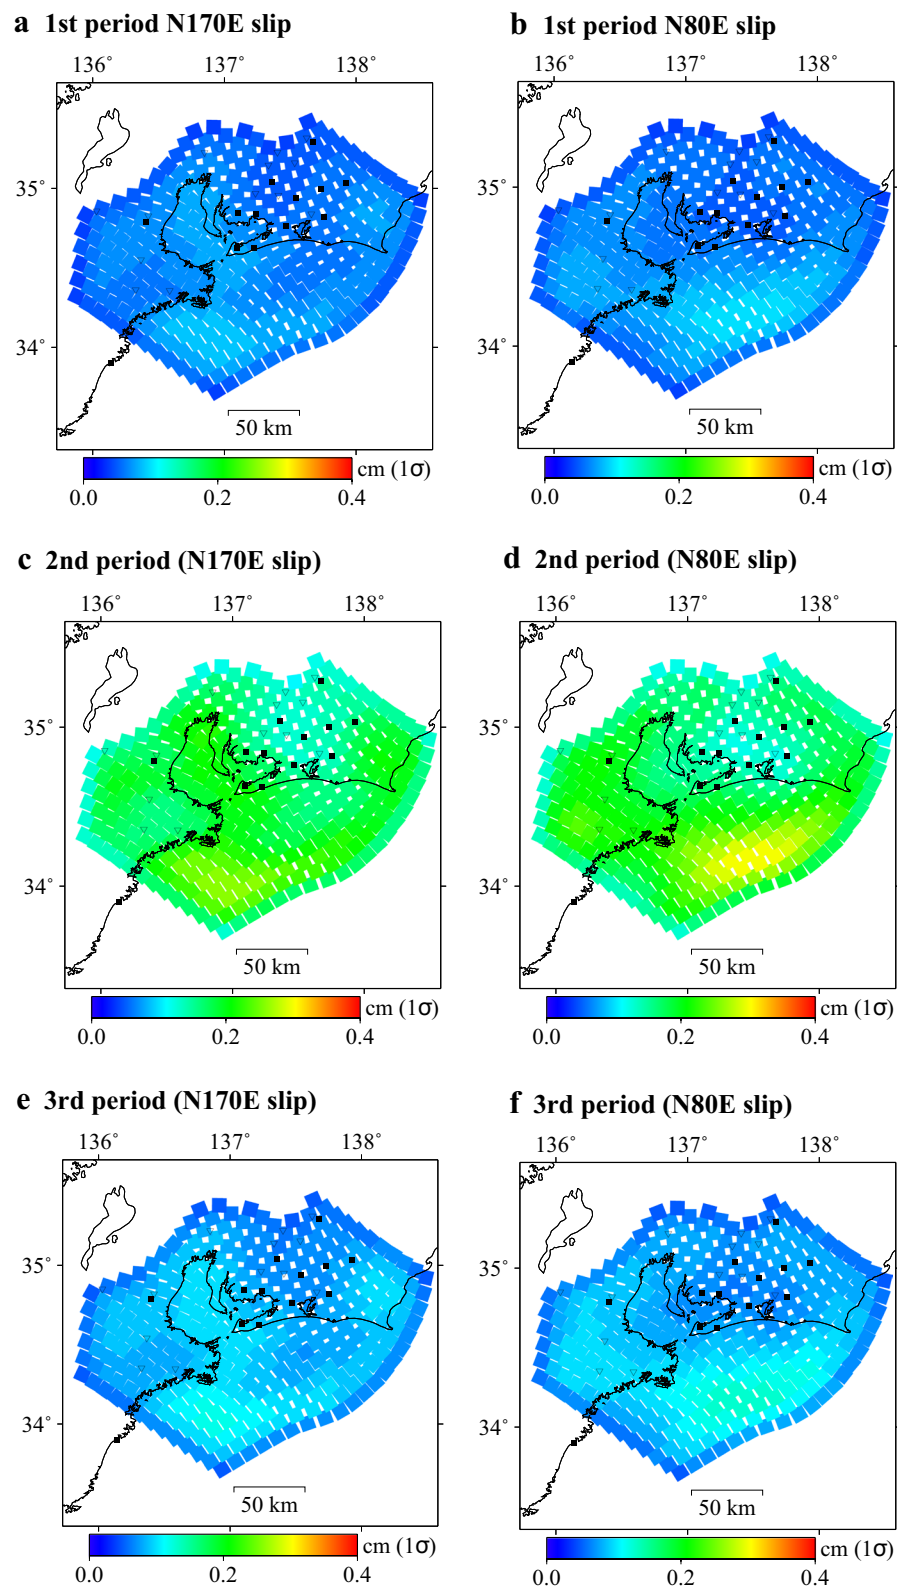 a 1st period N170E slip
136° 137° 138°
35°
34°
50 km
cm (1σ)
0.0 0.2 0.4
b 1st period N80E slip
136° 137° 138°
35°
34°
50 km
cm (1σ)
0.0 0.2 0.4
c 2nd period (N170E slip)
136° 137° 138°
35°
34°
50 km
cm (1σ)
0.0 0.2 0.4
d 2nd period (N80E slip)
136° 137° 138°
35°
34°
50 km
cm (1σ)
0.0 0.2 0.4
e 3rd period (N170E slip)
136° 137° 138°
35°
34°
50 km
cm (1σ)
0.0 0.2 0.4
f 3rd period (N80E slip)
136° 137° 138°
35°
34°
50 km
cm (1σ)
0.0 0.2 0.4